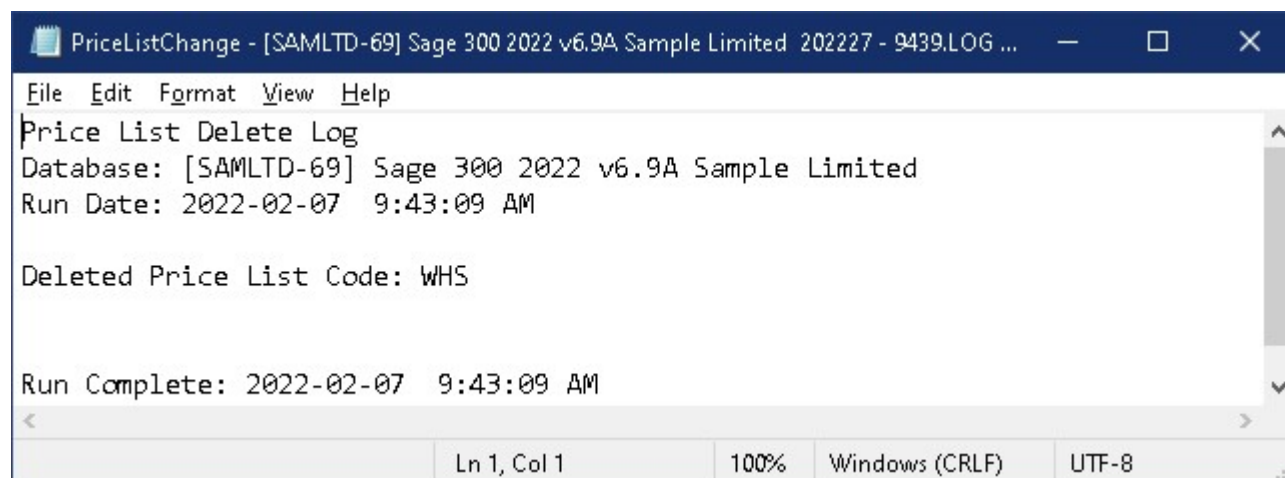 PriceListChange - [SAMLTD-69] Sage 300 2022 v6.9A Sample Limited 202227 - 9439.LOG ...
File Edit Format View Help
Price List Delete Log
Database: [SAMLTD-69] Sage 300 2022 v6.9A Sample Limited
Run Date: 2022-02-07  9:43:09 AM
Deleted Price List Code: WHS
Run Complete: 2022-02-07  9:43:09 AM
Ln 1, Col 1 100% Windows (CRLF) UTF-8